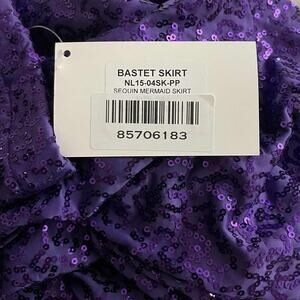 BASTET SKIRT
NL15-04SK-PP
SEQUIN MERMAID SKIRT
85706183